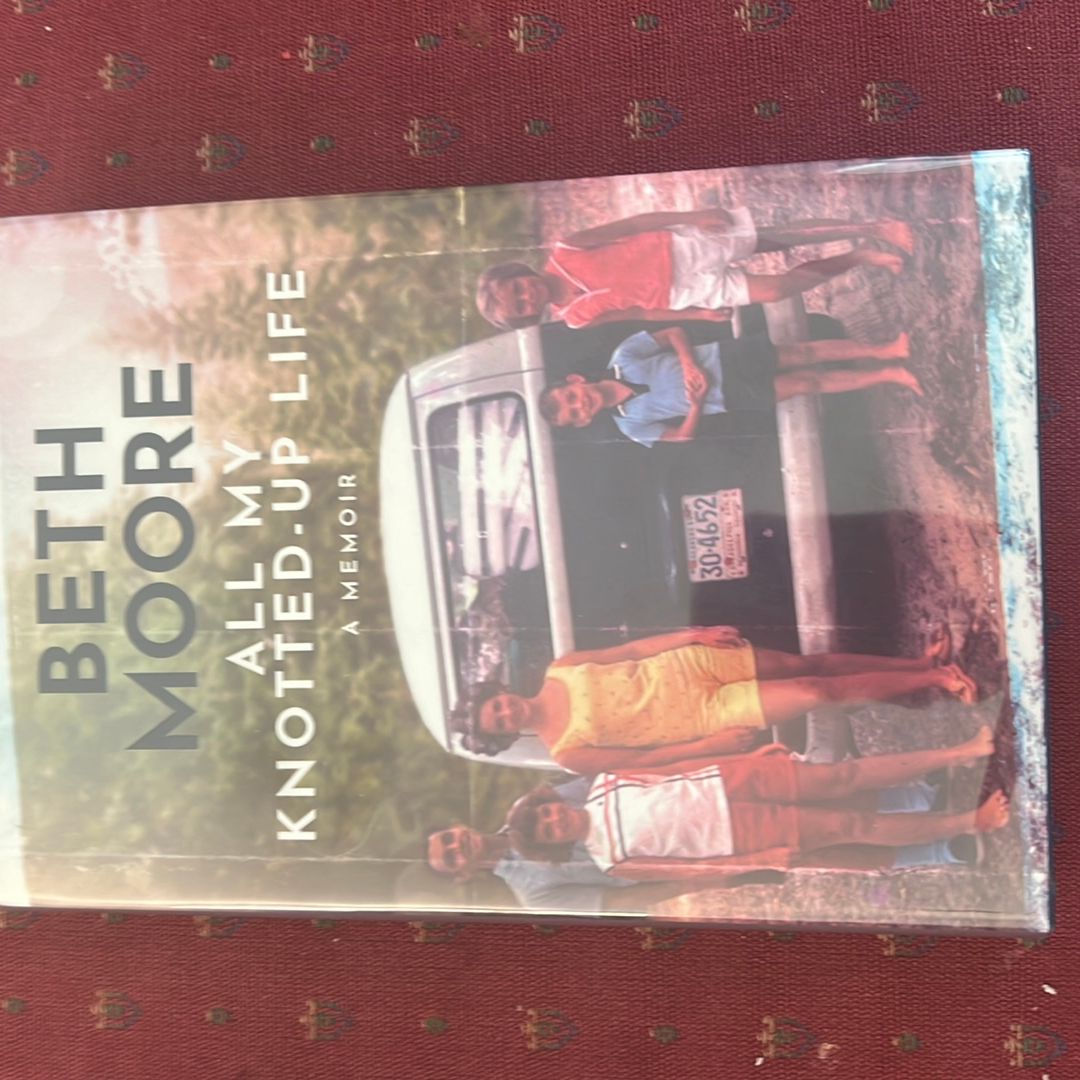 BETH
MOORE
ALL MY
KNOTTED-UP LIFE
A MEMOIR
30·4652